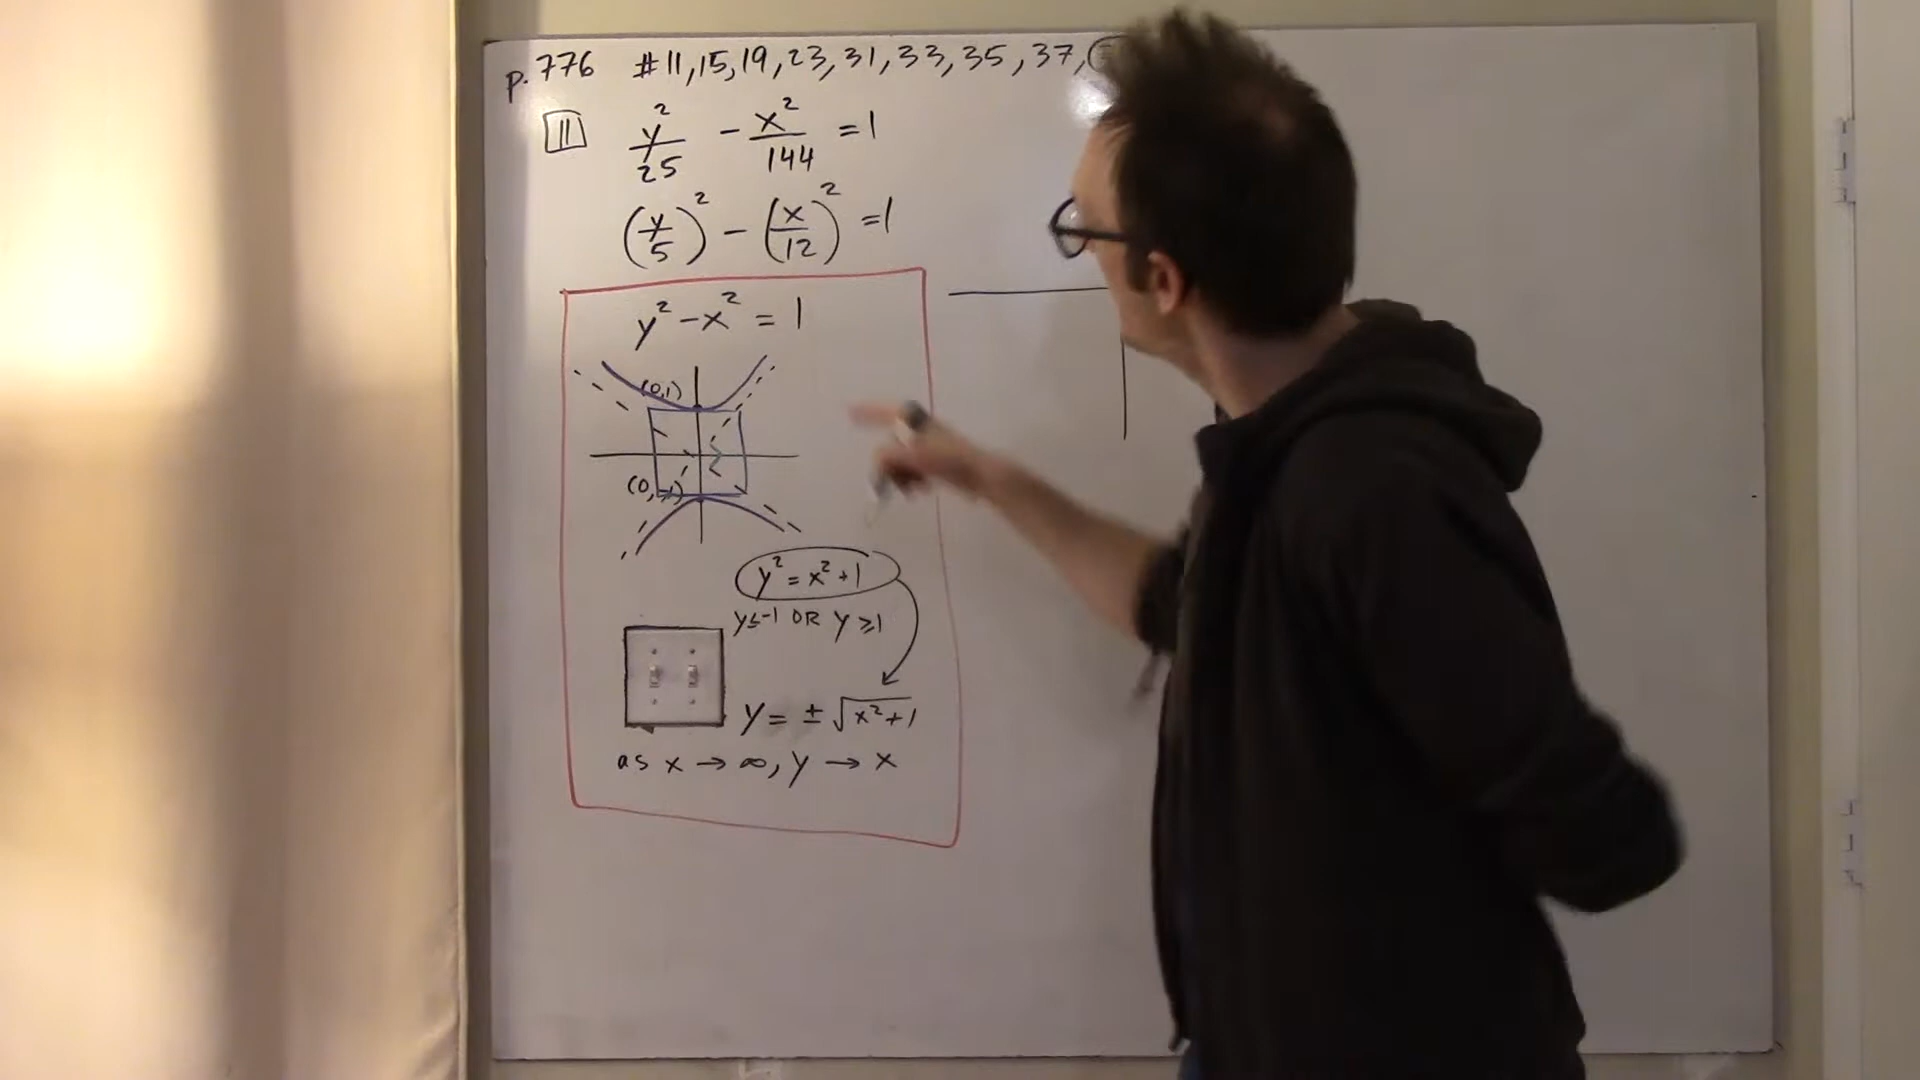 p. 776 # 11, 15, 19, 23, 31, 33, 35, 37,
11 y²/25 - x²/144 = 1
(y/5)² - (x/12)² = 1
y² - x² = 1
(0,1)
(0,-1)
y² = x² + 1
y ≤ -1 OR y ≥ 1
y = ± √(x² + 1)
as x → ∞, y → x